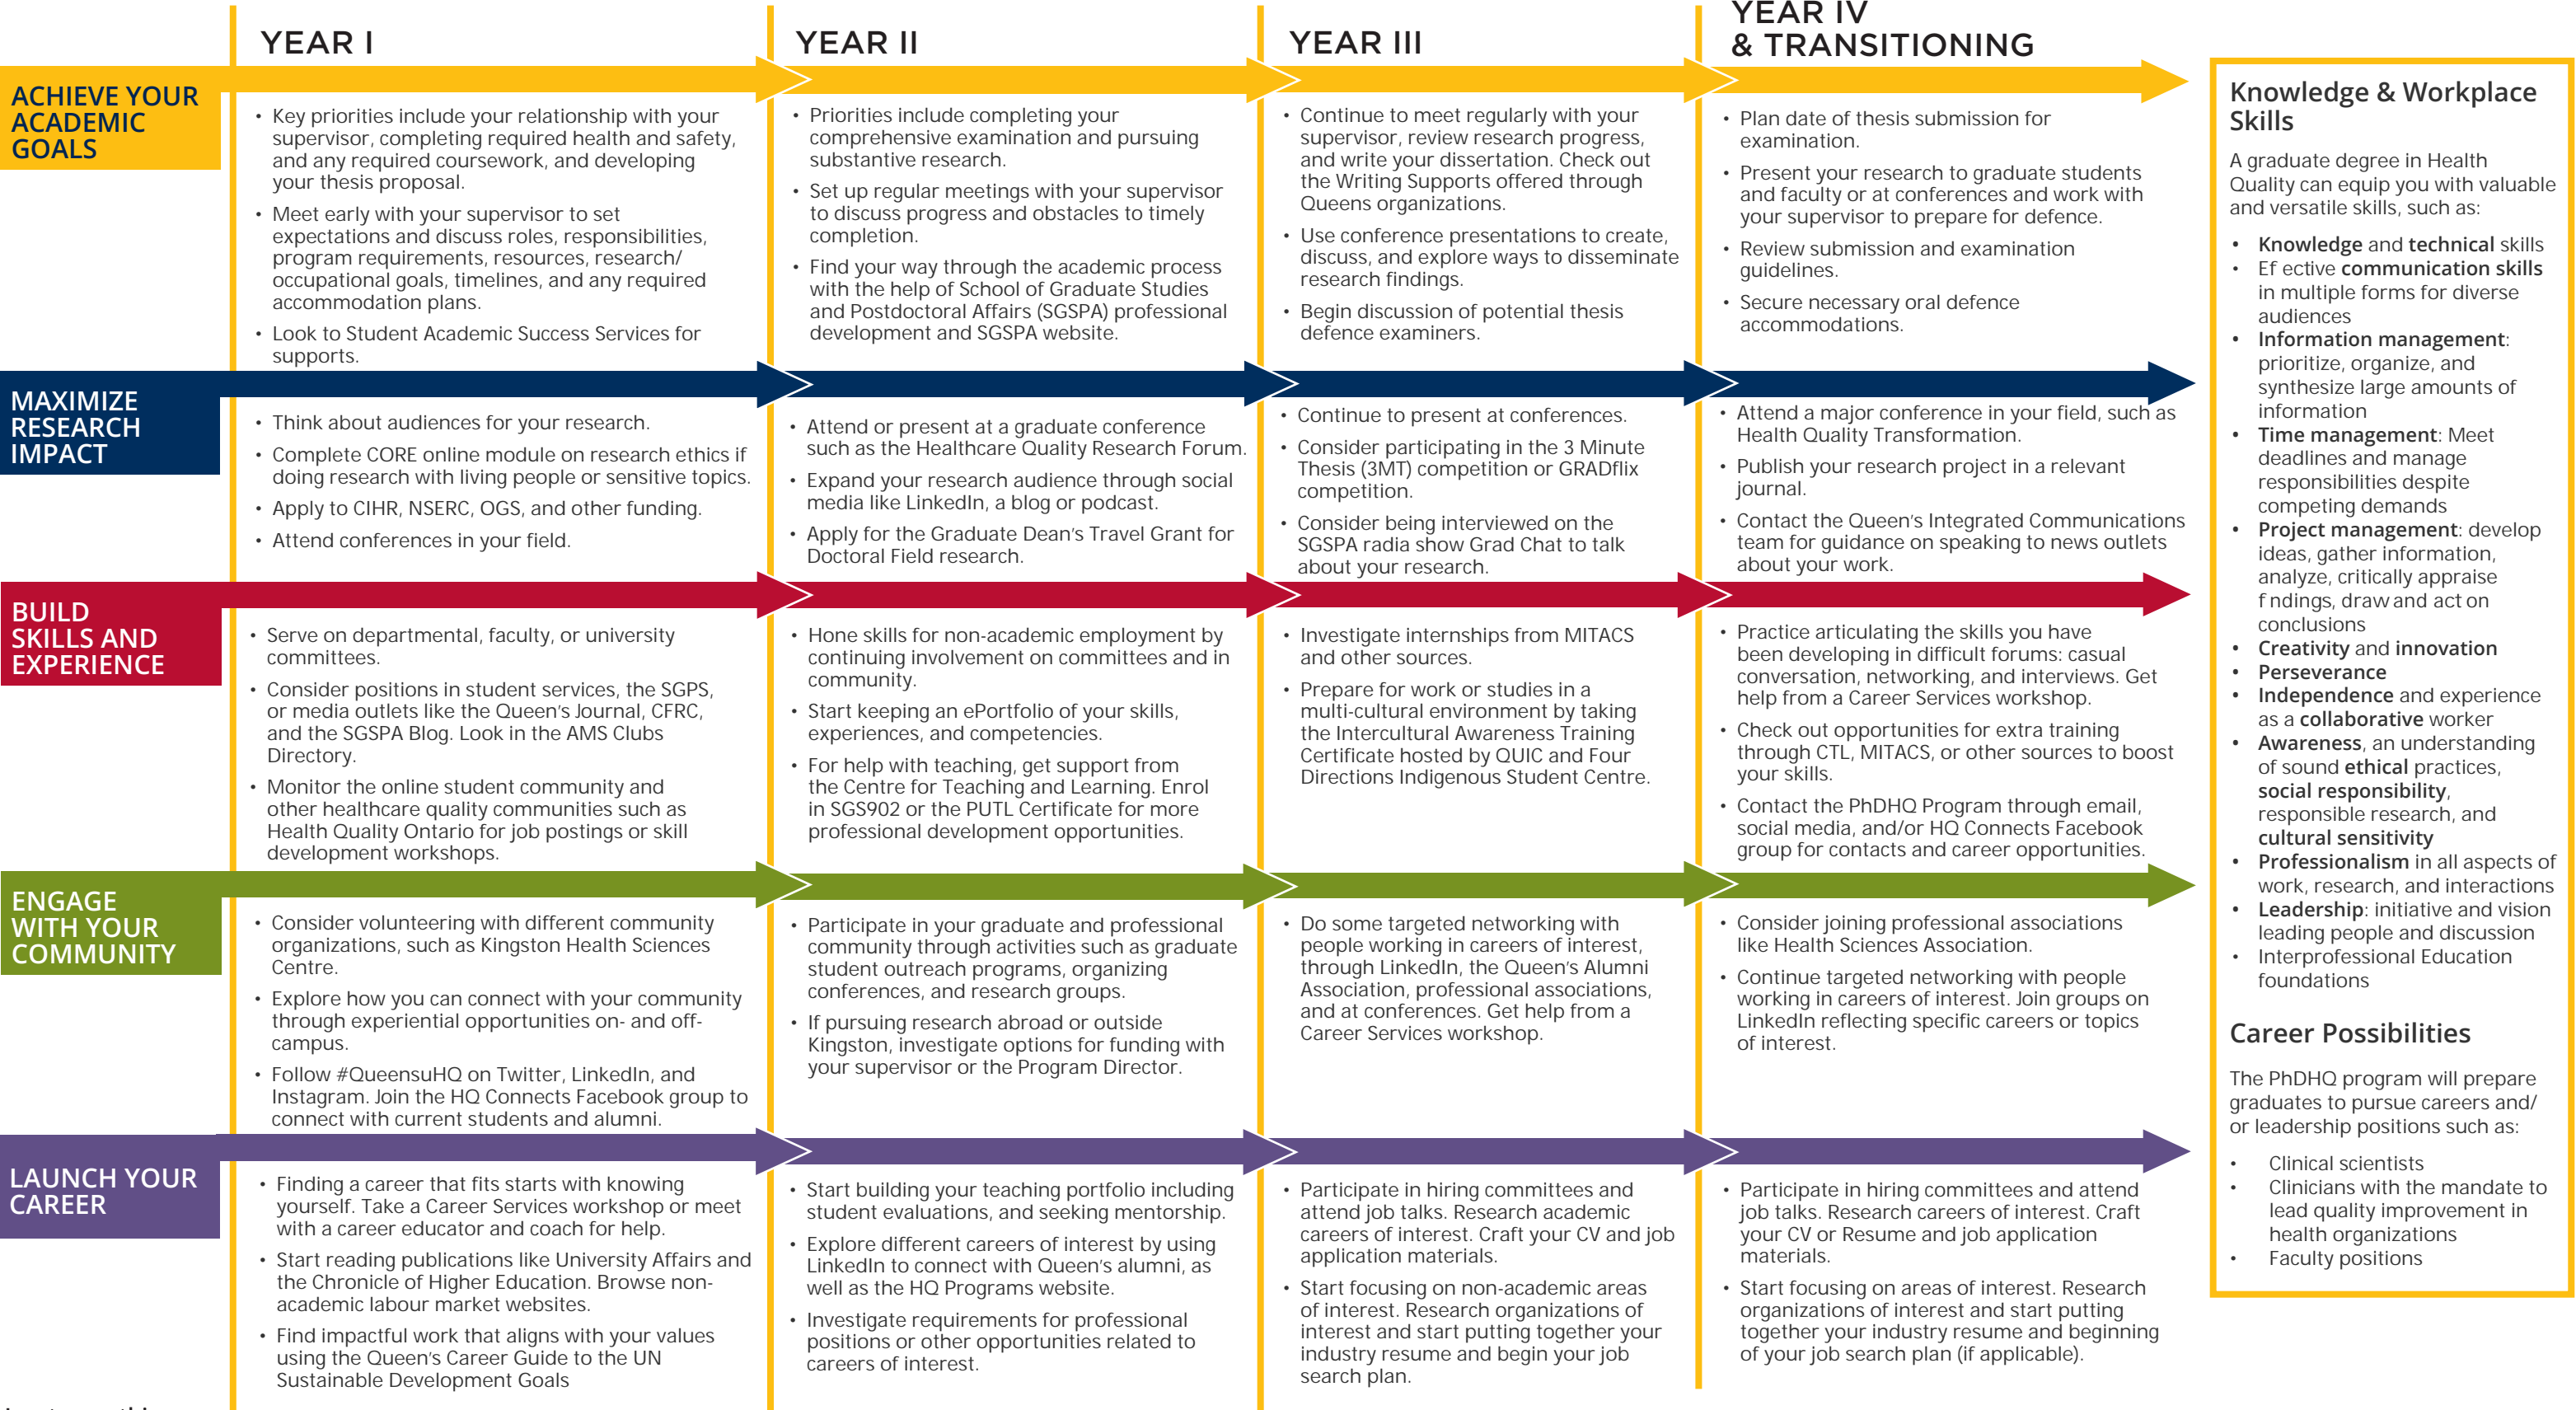 YEAR I
YEAR II
YEAR III
YEAR IV
& TRANSITIONING
ACHIEVE YOUR
ACADEMIC
GOALS
• Key priorities include your relationship with your
supervisor, completing required health and safety,
and any required coursework, and developing
your thesis proposal.
• Meet early with your supervisor to set
expectations and discuss roles, responsibilities,
program requirements, resources, research/
occupational goals, timelines, and any required
accommodation plans.
• Look to Student Academic Success Services for
supports.
• Priorities include completing your
comprehensive examination and pursuing
substantive research.
• Set up regular meetings with your supervisor
to discuss progress and obstacles to timely
completion.
• Find your way through the academic process
with the help of School of Graduate Studies
and Postdoctoral Affairs (SGSPA) professional
development and SGSPA website.
• Continue to meet regularly with your
supervisor, review research progress,
and write your dissertation. Check out
the Writing Supports offered through
Queens organizations.
• Use conference presentations to create,
discuss, and explore ways to disseminate
research findings.
• Begin discussion of potential thesis
defence examiners.
• Plan date of thesis submission for
examination.
• Present your research to graduate students
and faculty or at conferences and work with
your supervisor to prepare for defence.
• Review submission and examination
guidelines.
• Secure necessary oral defence
accommodations.
MAXIMIZE
RESEARCH
IMPACT
• Think about audiences for your research.
• Complete CORE online module on research ethics if
doing research with living people or sensitive topics.
• Apply to CIHR, NSERC, OGS, and other funding.
• Attend conferences in your field.
• Attend or present at a graduate conference
such as the Healthcare Quality Research Forum.
• Expand your research audience through social
media like LinkedIn, a blog or podcast.
• Apply for the Graduate Dean's Travel Grant for
Doctoral Field research.
• Continue to present at conferences.
• Consider participating in the 3 Minute
Thesis (3MT) competition or GRADflix
competition.
• Consider being interviewed on the
SGSPA radia show Grad Chat to talk
about your research.
• Attend a major conference in your field, such as
Health Quality Transformation.
• Publish your research project in a relevant
journal.
• Contact the Queen's Integrated Communications
team for guidance on speaking to news outlets
about your work.
BUILD
SKILLS AND
EXPERIENCE
• Serve on departmental, faculty, or university
committees.
• Consider positions in student services, the SGPS,
or media outlets like the Queen's Journal, CFRC,
and the SGSPA Blog. Look in the AMS Clubs
Directory.
• Monitor the online student community and
other healthcare quality communities such as
Health Quality Ontario for job postings or skill
development workshops.
• Hone skills for non-academic employment by
continuing involvement on committees and in
community.
• Start keeping an ePortfolio of your skills,
experiences, and competencies.
• For help with teaching, get support from
the Centre for Teaching and Learning. Enrol
in SGS902 or the PUTL Certificate for more
professional development opportunities.
• Investigate internships from MITACS
and other sources.
• Prepare for work or studies in a
multi-cultural environment by taking
the Intercultural Awareness Training
Certificate hosted by QUIC and Four
Directions Indigenous Student Centre.
• Practice articulating the skills you have
been developing in difficult forums: casual
conversation, networking, and interviews. Get
help from a Career Services workshop.
• Check out opportunities for extra training
through CTL, MITACS, or other sources to boost
your skills.
• Contact the PhDHQ Program through email,
social media, and/or HQ Connects Facebook
group for contacts and career opportunities.
ENGAGE
WITH YOUR
COMMUNITY
• Consider volunteering with different community
organizations, such as Kingston Health Sciences
Centre.
• Explore how you can connect with your community
through experiential opportunities on- and off-
campus.
• Follow #QueensuHQ on Twitter, LinkedIn, and
Instagram. Join the HQ Connects Facebook group to
connect with current students and alumni.
• Participate in your graduate and professional
community through activities such as graduate
student outreach programs, organizing
conferences, and research groups.
• If pursuing research abroad or outside
Kingston, investigate options for funding with
your supervisor or the Program Director.
• Do some targeted networking with
people working in careers of interest,
through LinkedIn, the Queen's Alumni
Association, professional associations,
and at conferences. Get help from a
Career Services workshop.
• Consider joining professional associations
like Health Sciences Association.
• Continue targeted networking with people
working in careers of interest. Join groups on
LinkedIn reflecting specific careers or topics
of interest.
LAUNCH YOUR
CAREER
• Finding a career that fits starts with knowing
yourself. Take a Career Services workshop or meet
with a career educator and coach for help.
• Start reading publications like University Affairs and
the Chronicle of Higher Education. Browse non-
academic labour market websites.
• Find impactful work that aligns with your values
using the Queen's Career Guide to the UN
Sustainable Development Goals
• Start building your teaching portfolio including
student evaluations, and seeking mentorship.
• Explore different careers of interest by using
LinkedIn to connect with Queen's alumni, as
well as the HQ Programs website.
• Investigate requirements for professional
positions or other opportunities related to
careers of interest.
• Participate in hiring committees and
attend job talks. Research academic
careers of interest. Craft your CV and job
application materials.
• Start focusing on non-academic areas
of interest. Research organizations of
interest and start putting together your
industry resume and begin your job
search plan.
• Participate in hiring committees and attend
job talks. Research careers of interest. Craft
your CV or Resume and job application
materials.
• Start focusing on areas of interest. Research
organizations of interest and start putting
together your industry resume and beginning
of your job search plan (if applicable).
Knowledge & Workplace
Skills
A graduate degree in Health
Quality can equip you with valuable
and versatile skills, such as:
• Knowledge and technical skills
• Ef ective communication skills
in multiple forms for diverse
audiences
• Information management:
prioritize, organize, and
synthesize large amounts of
information
• Time management: Meet
deadlines and manage
responsibilities despite
competing demands
• Project management: develop
ideas, gather information,
analyze, critically appraise
f ndings, draw and act on
conclusions
• Creativity and innovation
• Perseverance
• Independence and experience
as a collaborative worker
• Awareness, an understanding
of sound ethical practices,
social responsibility,
responsible research, and
cultural sensitivity
• Professionalism in all aspects of
work, research, and interactions
• Leadership: initiative and vision
leading people and discussion
• Interprofessional Education
foundations
Career Possibilities
The PhDHQ program will prepare
graduates to pursue careers and/
or leadership positions such as:
• Clinical scientists
• Clinicians with the mandate to
lead quality improvement in
health organizations
• Faculty positions